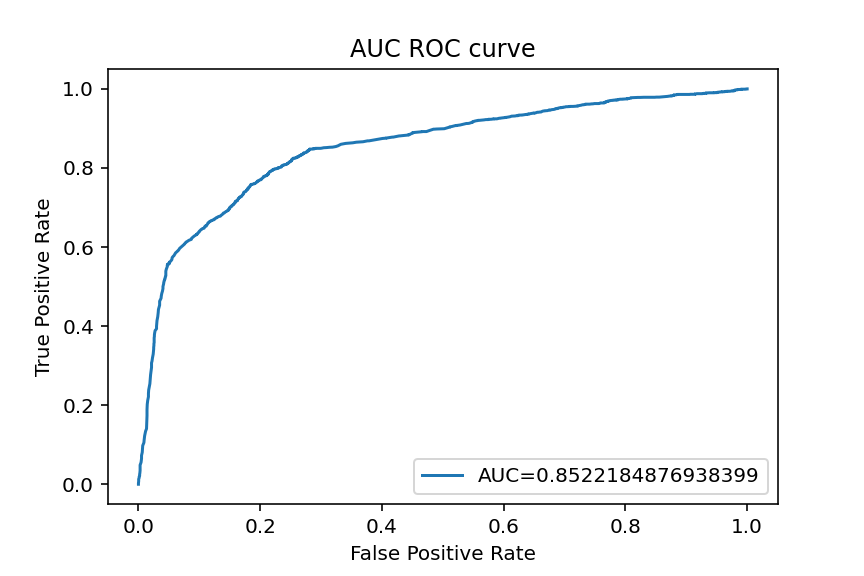 AUC ROC curve
1.0
0.8
0.6
0.4
0.2
0.0
True Positive Rate
AUC=0.8522184876938399
0.0 0.2 0.4 0.6 0.8 1.0
False Positive Rate